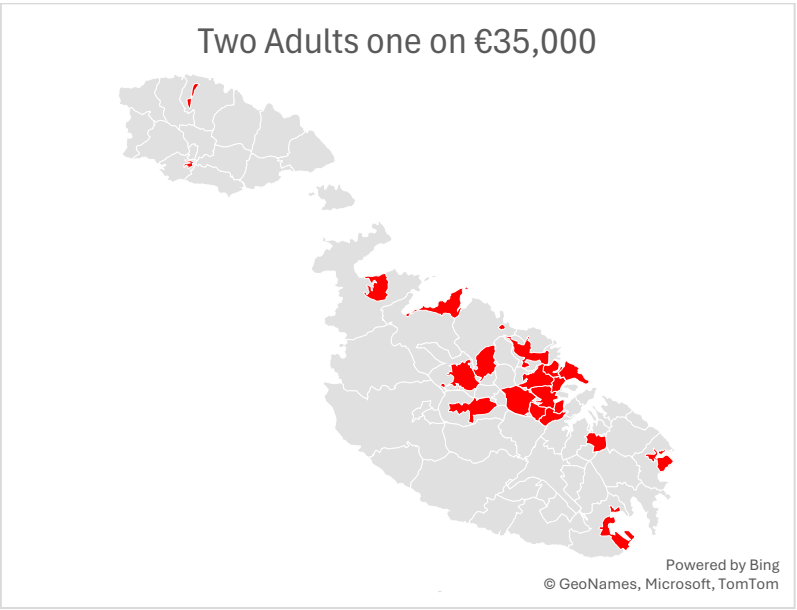 Two Adults one on €35,000
Powered by Bing
© GeoNames, Microsoft, TomTom